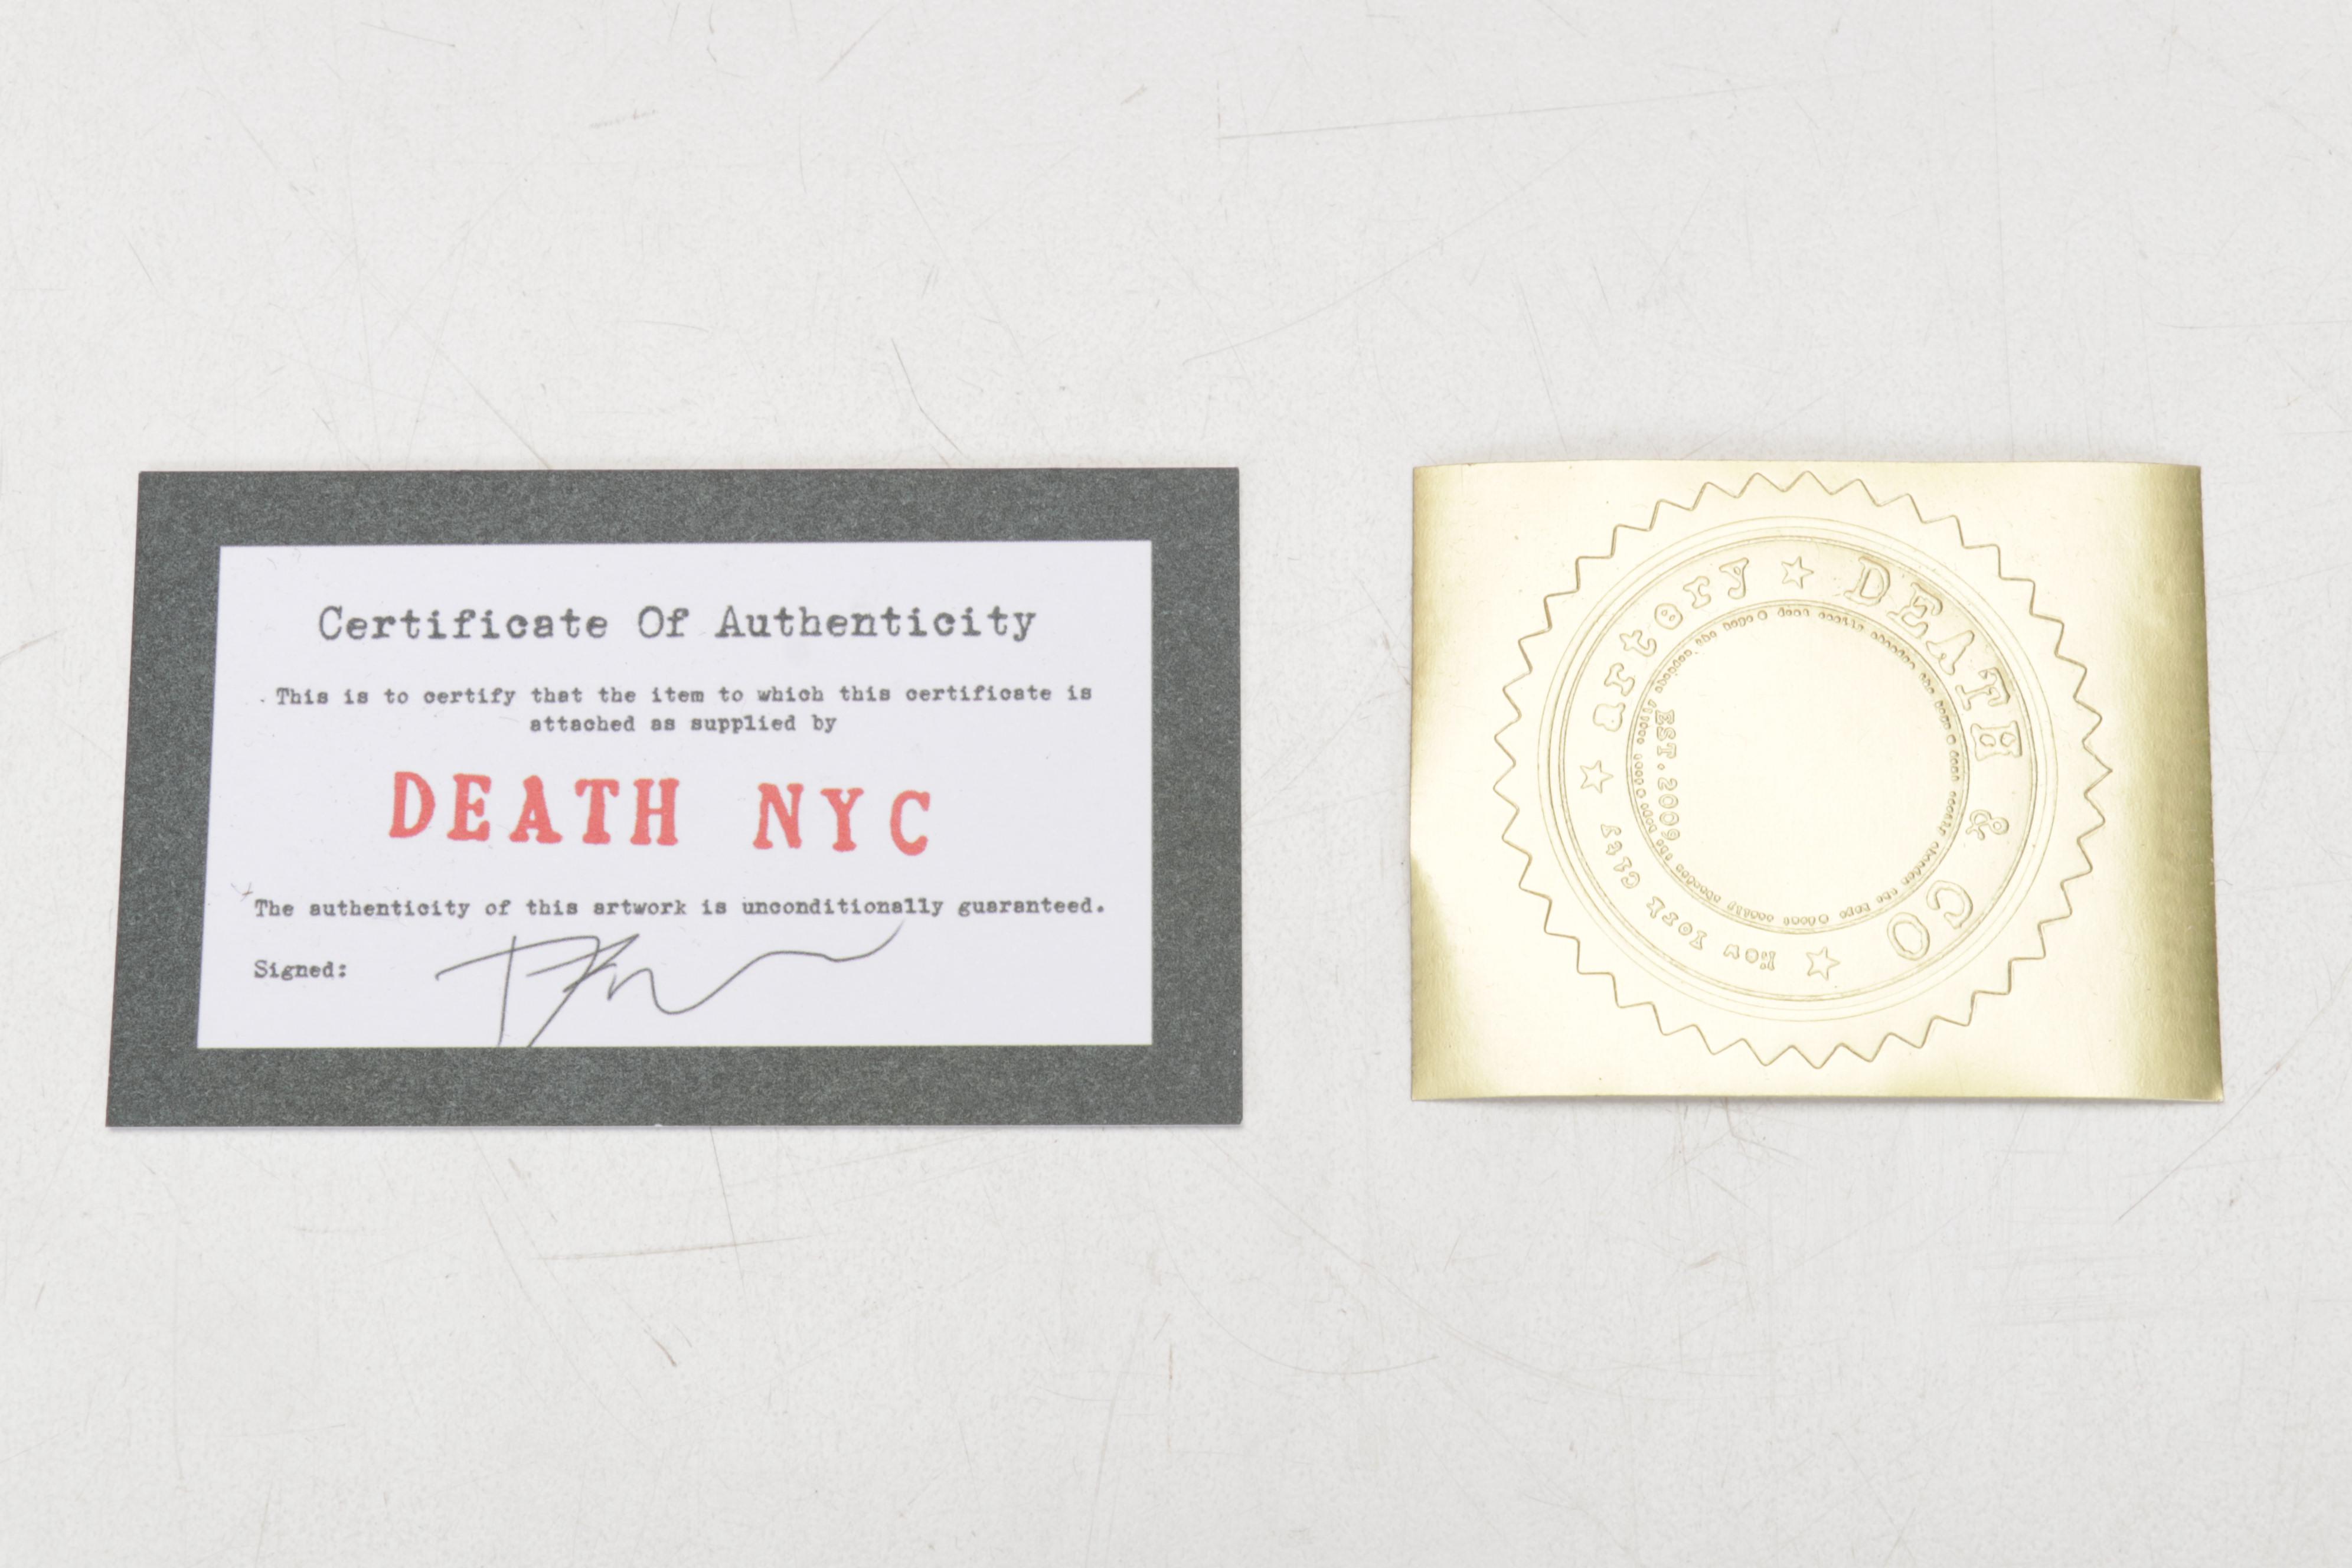 Certificate Of Authenticity
This is to certify that the item to which this certificate is
attached as supplied by
DEATH NYC
The authenticity of this artwork is unconditionally guaranteed.
Signed:
artery ★ DEATH & CO ★ New York City ★
EST. 2009